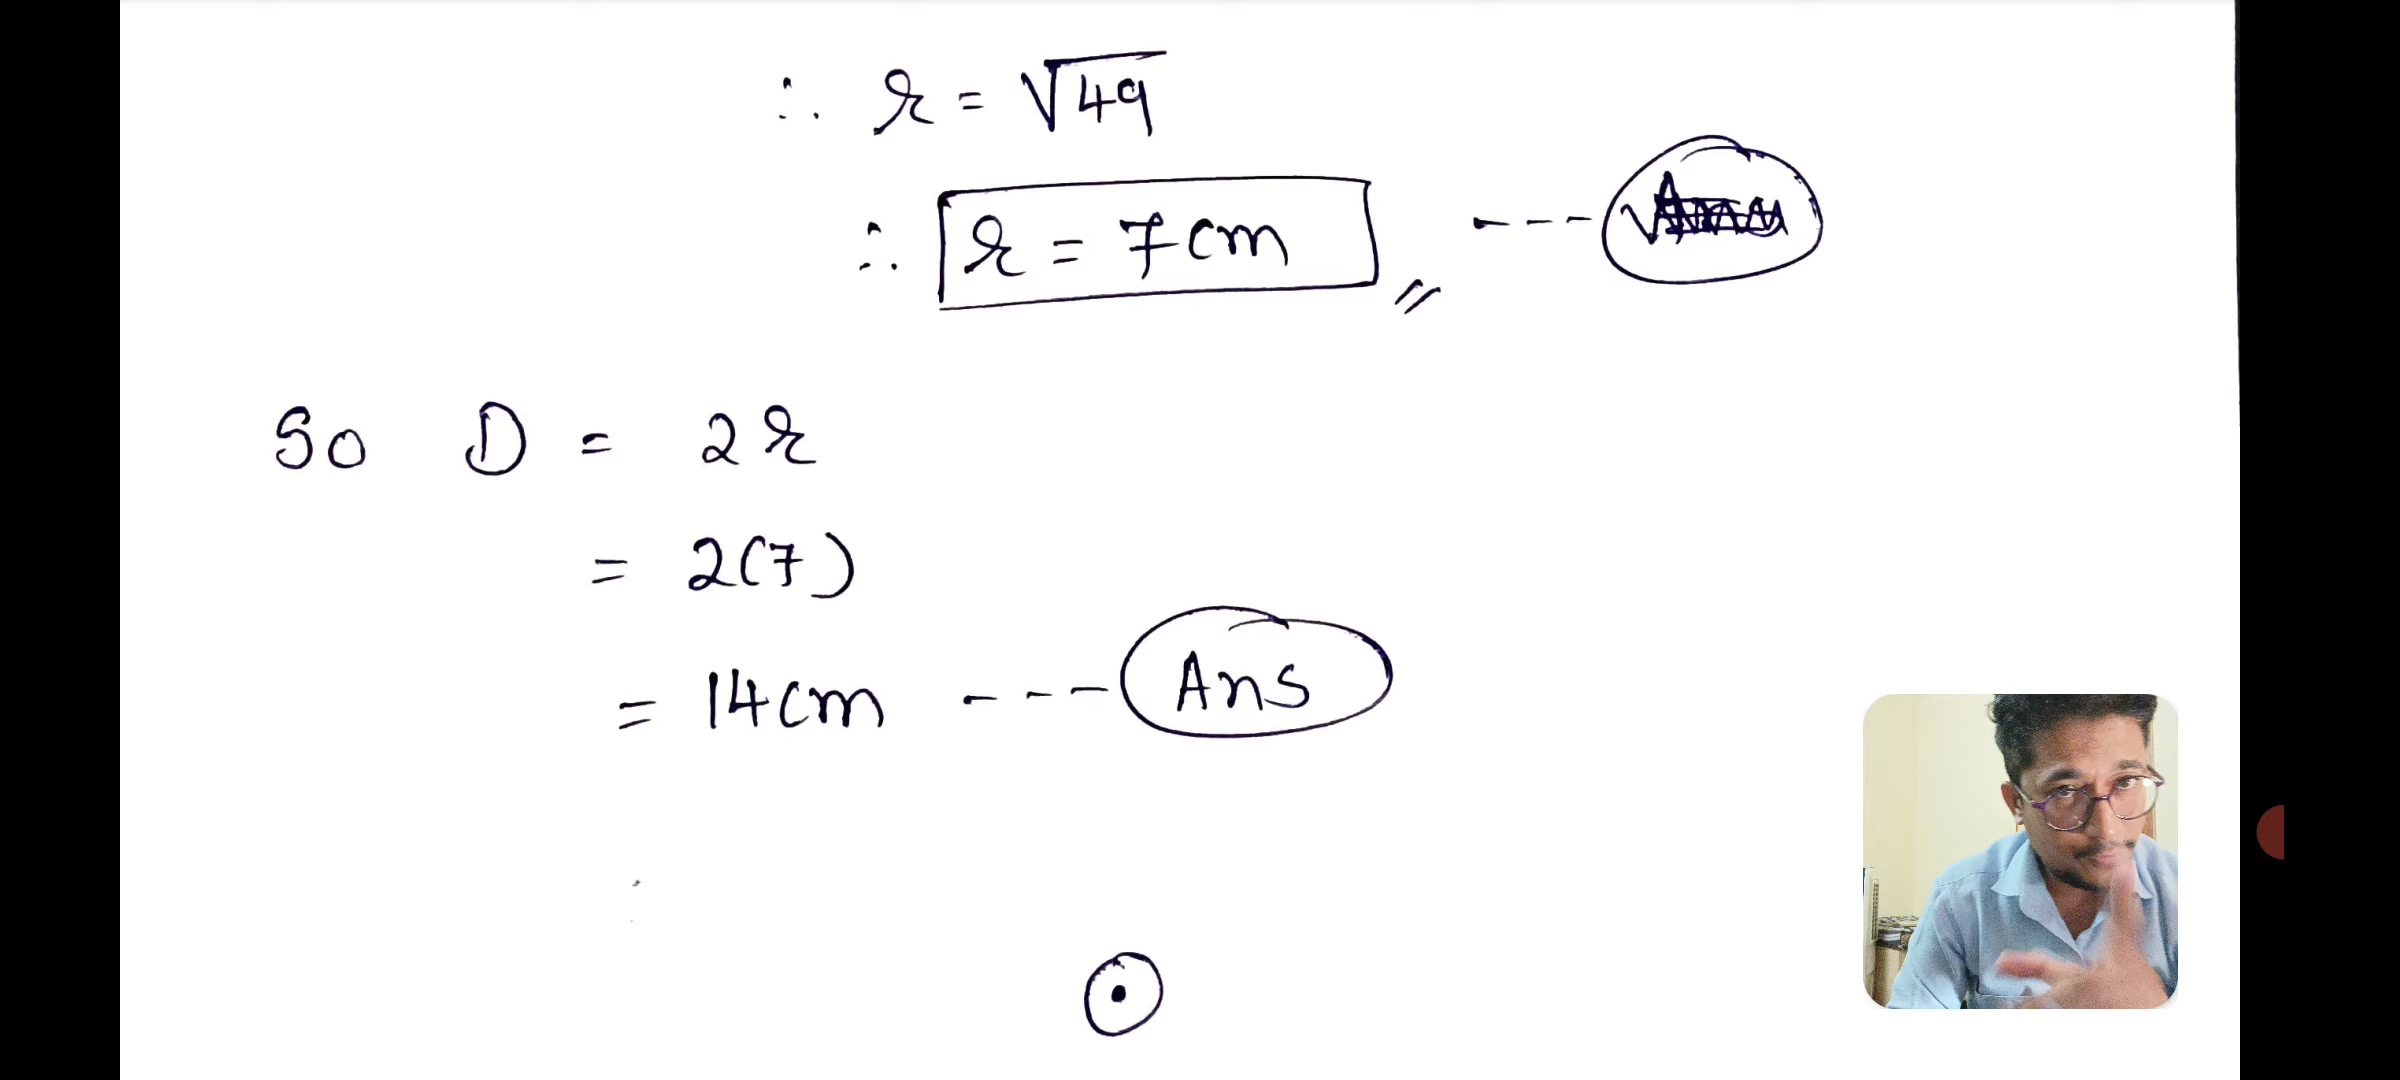 ∴ r = √49
∴ r = 7cm ---
So D = 2r
= 2(7)
= 14cm --- Ans